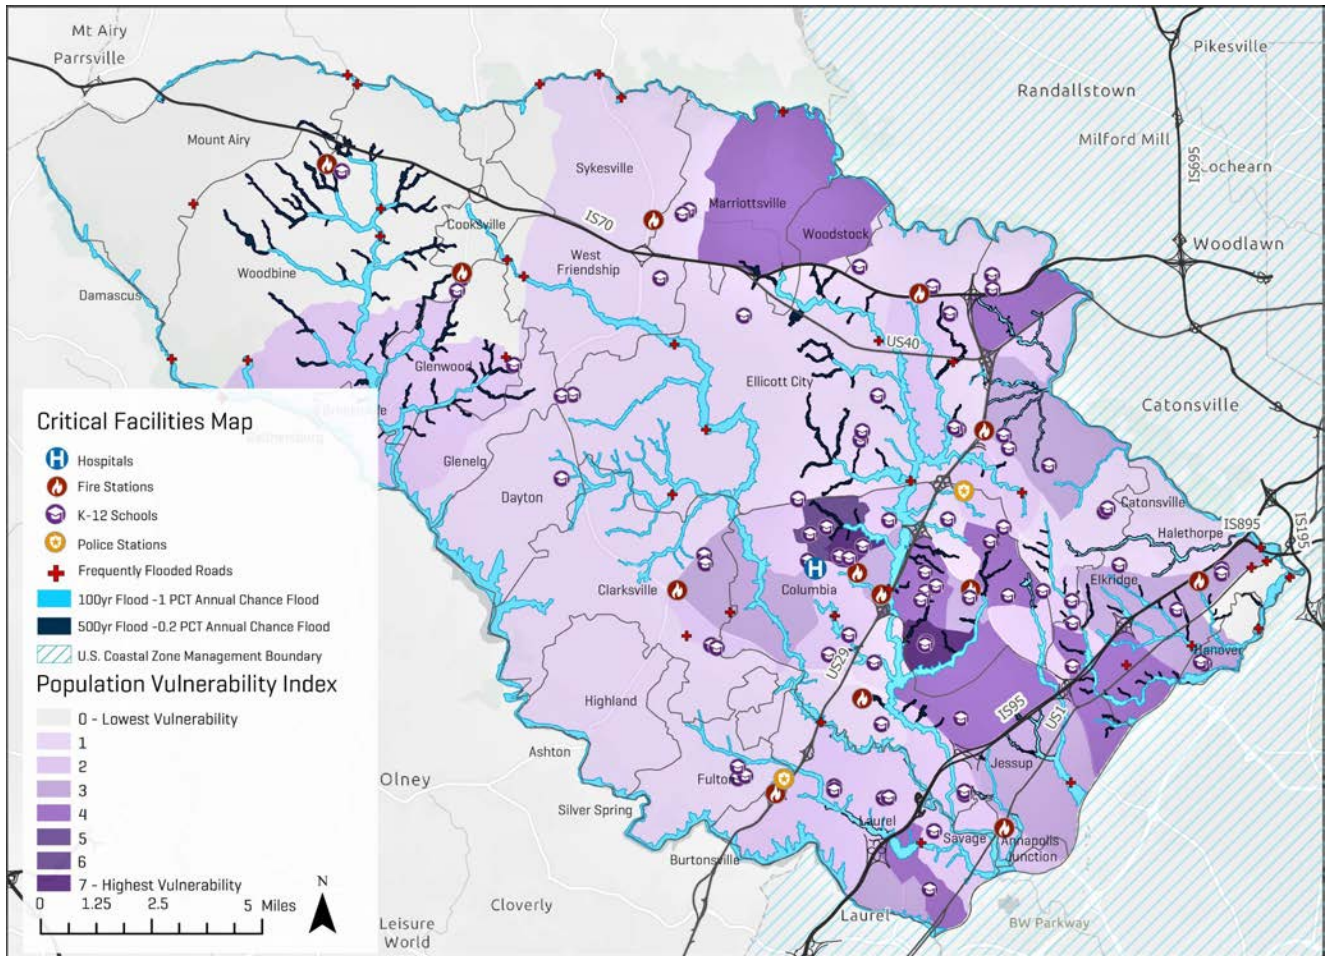 Mt Airy
Parrsville
Pikesville
Randallstown
Milford Mill
Lochearn
IS695
Mount Airy
Sykesville
Marriottsville
Woodstock
Woodlawn
Cooksville
IS70
West
Friendship
Woodbine
Damascus
US40
Glenwood
Ellicott City
Catonsville
Glenelg
Dayton
Catonsville
Halethorpe
IS895
IS195
Clarksville
Columbia
Elkridge
Hanover
US29
Highland
IS95
US1
Ashton
Jessup
Olney
Fulton
Silver Spring
Laurel
Savage
Annapolis
Junction
Burtonsville
Cloverly
Laurel
BW Parkway
Leisure
World
Critical Facilities Map
H Hospitals
Fire Stations
K-12 Schools
Police Stations
Frequently Flooded Roads
100yr Flood -1 PCT Annual Chance Flood
500yr Flood -0.2 PCT Annual Chance Flood
U.S. Coastal Zone Management Boundary
Population Vulnerability Index
0 - Lowest Vulnerability
1
2
3
4
5
6
7 - Highest Vulnerability
0 1.25 2.5 5 Miles
N
H